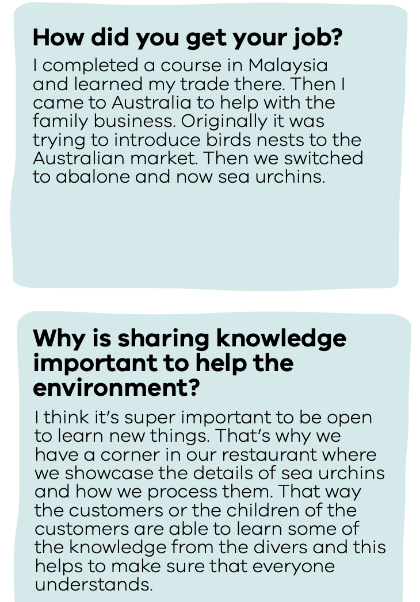 How did you get your job?
I completed a course in Malaysia
and learned my trade there. Then I
came to Australia to help with the
family business. Originally it was
trying to introduce birds nests to the
Australian market. Then we switched
to abalone and now sea urchins.
Why is sharing knowledge
important to help the
environment?
I think it's super important to be open
to learn new things. That's why we
have a corner in our restaurant where
we showcase the details of sea urchins
and how we process them. That way
the customers or the children of the
customers are able to learn some of
the knowledge from the divers and this
helps to make sure that everyone
understands.